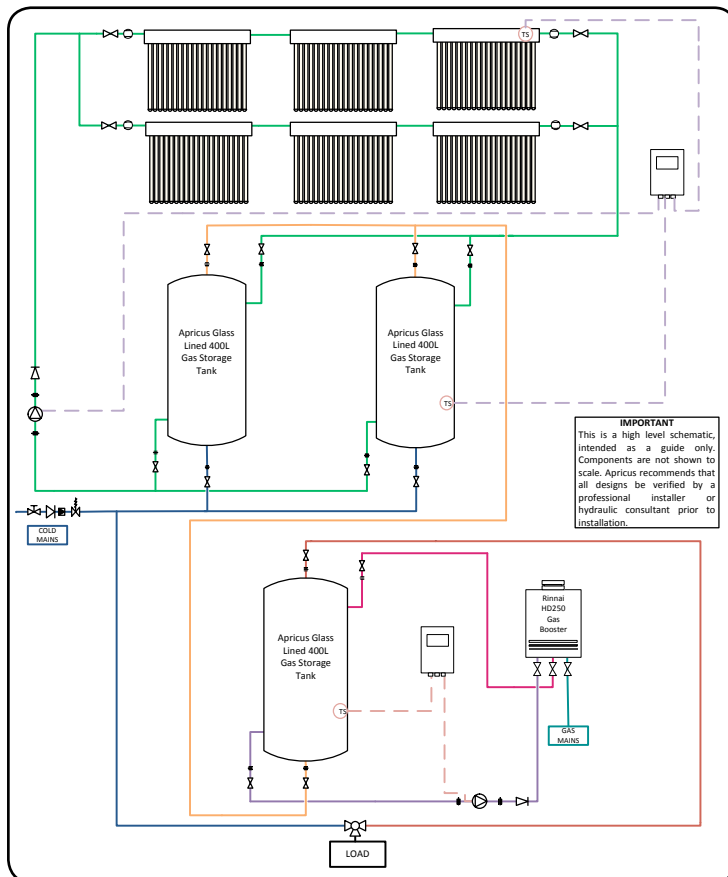 TS
Apricus Glass
Lined 400L
Gas Storage
Tank
Apricus Glass
Lined 400L
Gas Storage
Tank
TS
IMPORTANT
This is a high level schematic,
intended as a guide only.
Components are not shown to
scale. Apricus recommends that
all designs be verified by a
professional installer or
hydraulic consultant prior to
installation.
COLD
MAINS
Apricus Glass
Lined 400L
Gas Storage
Tank
TS
Rinnai
HD250
Gas
Booster
GAS
MAINS
LOAD